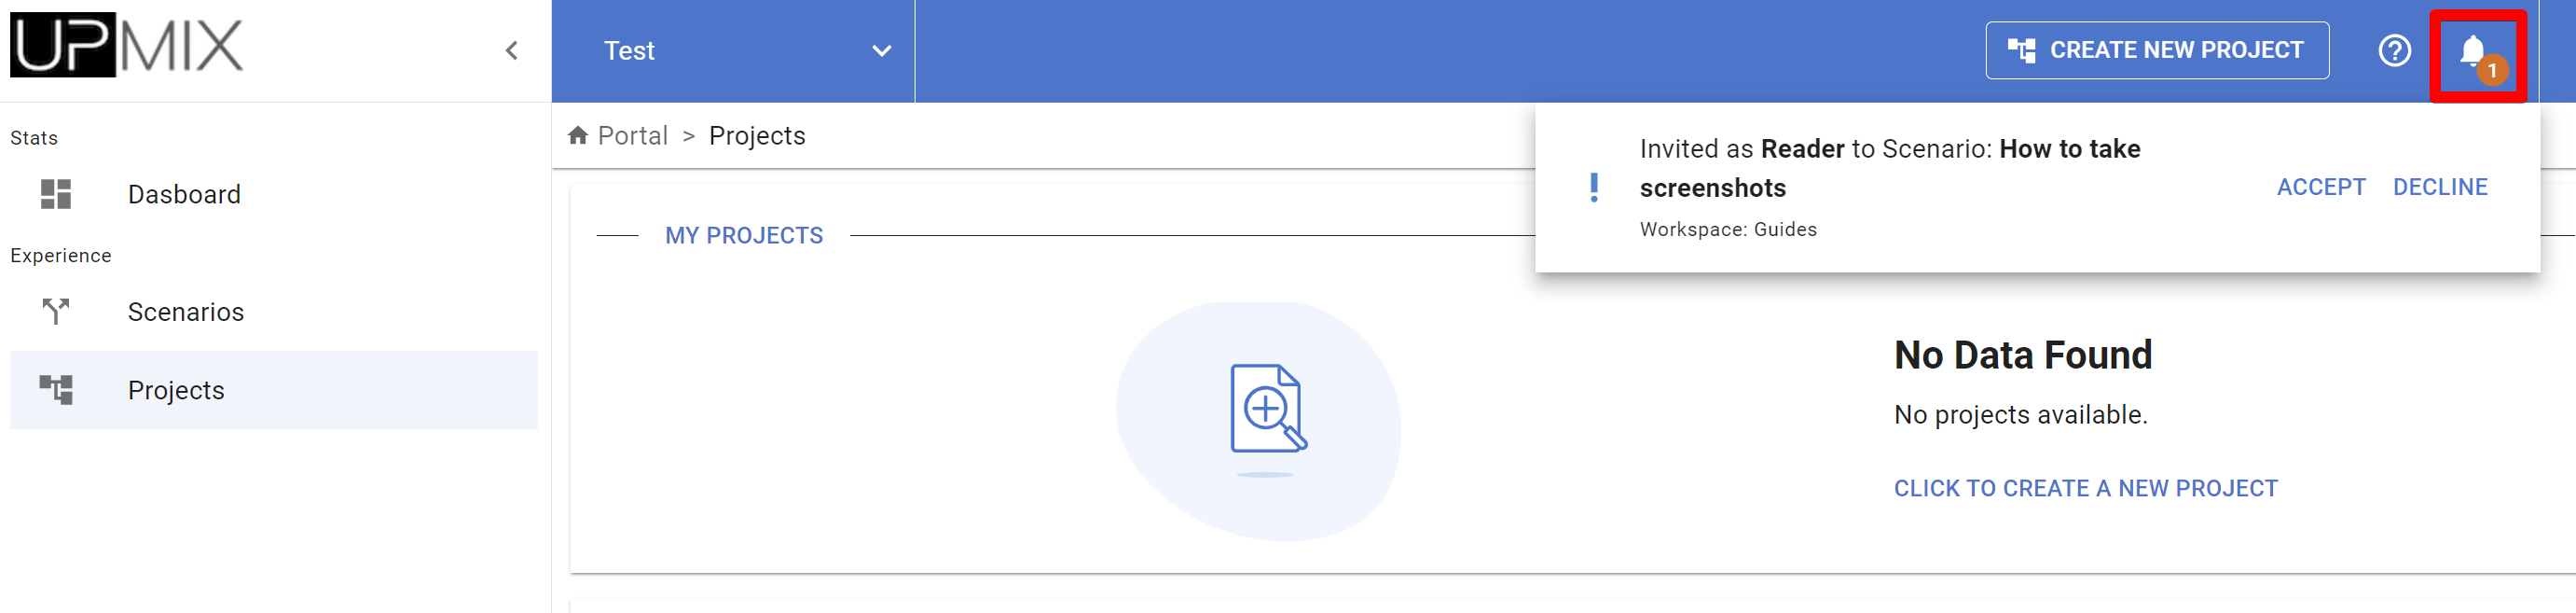 UPMIX
Test
CREATE NEW PROJECT
1
Stats
Dasboard
Experience
Scenarios
Projects
Portal > Projects
Invited as Reader to Scenario: How to take
screenshots
Workspace: Guides
ACCEPT DECLINE
MY PROJECTS
No Data Found
No projects available.
CLICK TO CREATE A NEW PROJECT